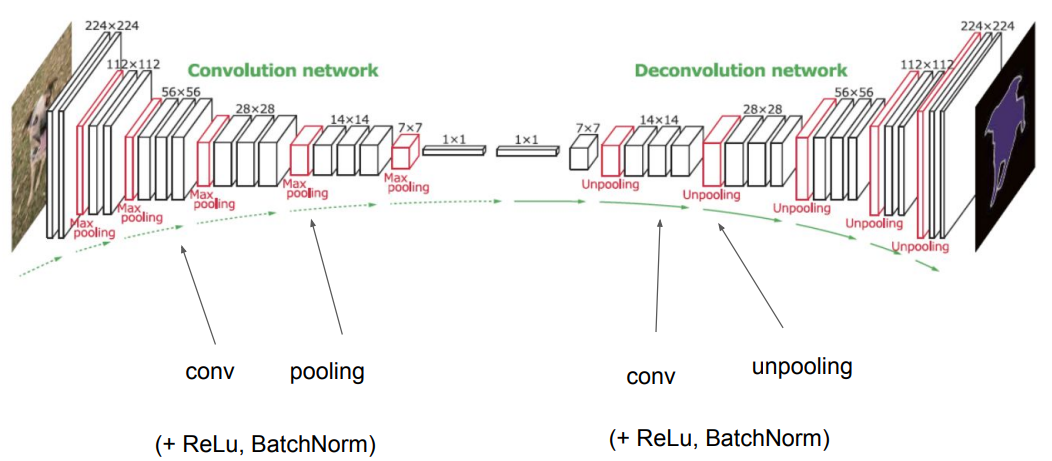 224×224
112×112
56×56
28×28
14×14
7×7
1×1
1×1
7×7
14×14
28×28
56×56
112×112
224×224
Convolution network
Deconvolution network
Max
pooling
Max
pooling
Max
pooling
Max
pooling
Max
pooling
Unpooling
Unpooling
Unpooling
Unpooling
Unpooling
conv
pooling
conv
unpooling
(+ ReLu, BatchNorm)
(+ ReLu, BatchNorm)